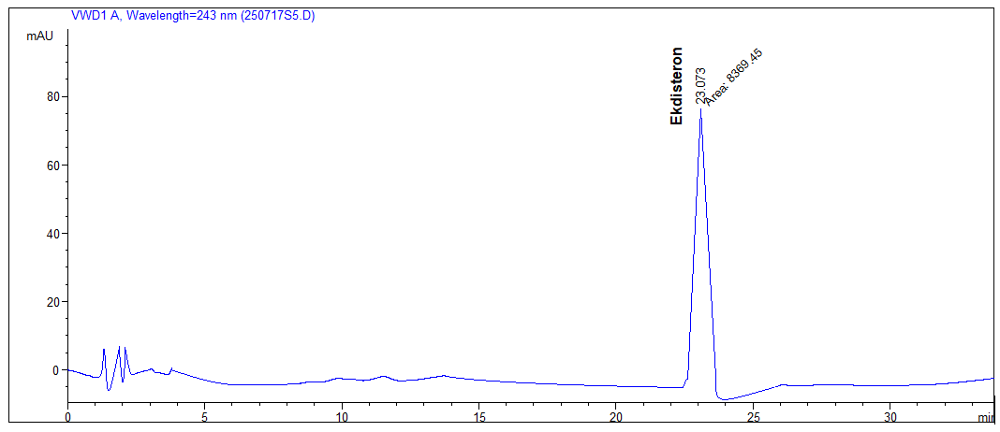 VWD1 A, Wavelength=243 nm (250717S5.D)
mAU
80
60
40
20
0
Ekdisteron
23.073
Area: 8369.45
0 5 10 15 20 25 30 min